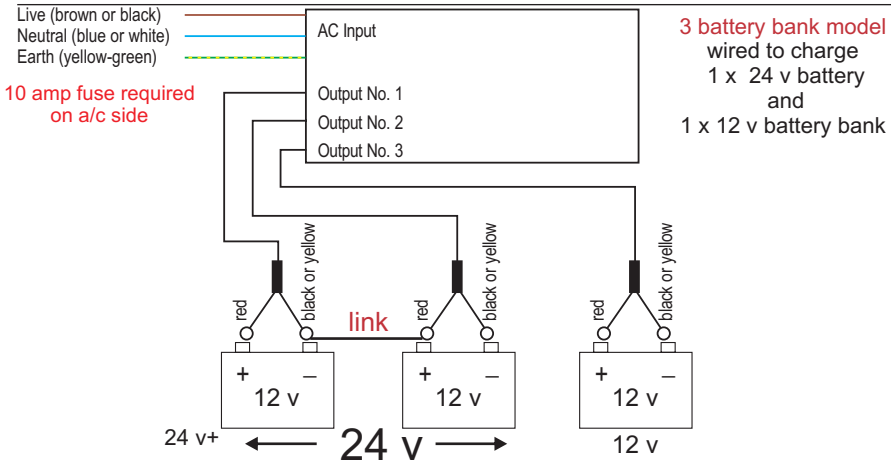 Live (brown or black)
Neutral (blue or white)
Earth (yellow-green)
10 amp fuse required
on a/c side
AC Input
Output No. 1
Output No. 2
Output No. 3
3 battery bank model
wired to charge
1 x 24 v battery
and
1 x 12 v battery bank
red
black or yellow
link
red
black or yellow
red
black or yellow
+ –
12 v
+ –
12 v
+ –
12 v
24 v+
24 v
12 v